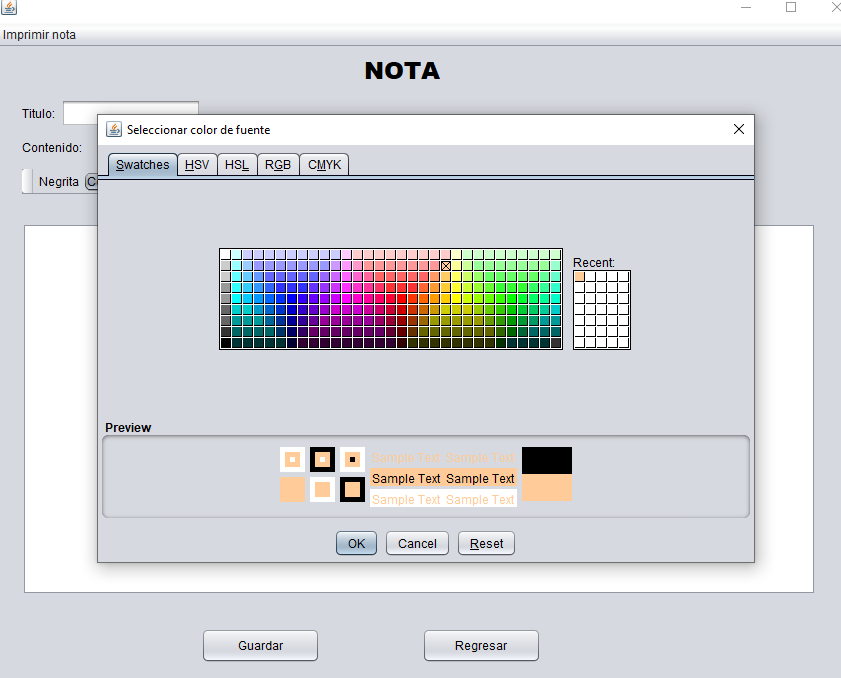 Imprimir nota
NOTA
Titulo:
Seleccionar color de fuente
Contenido:
Swatches HSV HSL RGB CMYK
Negrita
Recent:
Preview
Sample Text Sample Text
Sample Text Sample Text
Sample Text Sample Text
OK Cancel Reset
Guardar Regresar